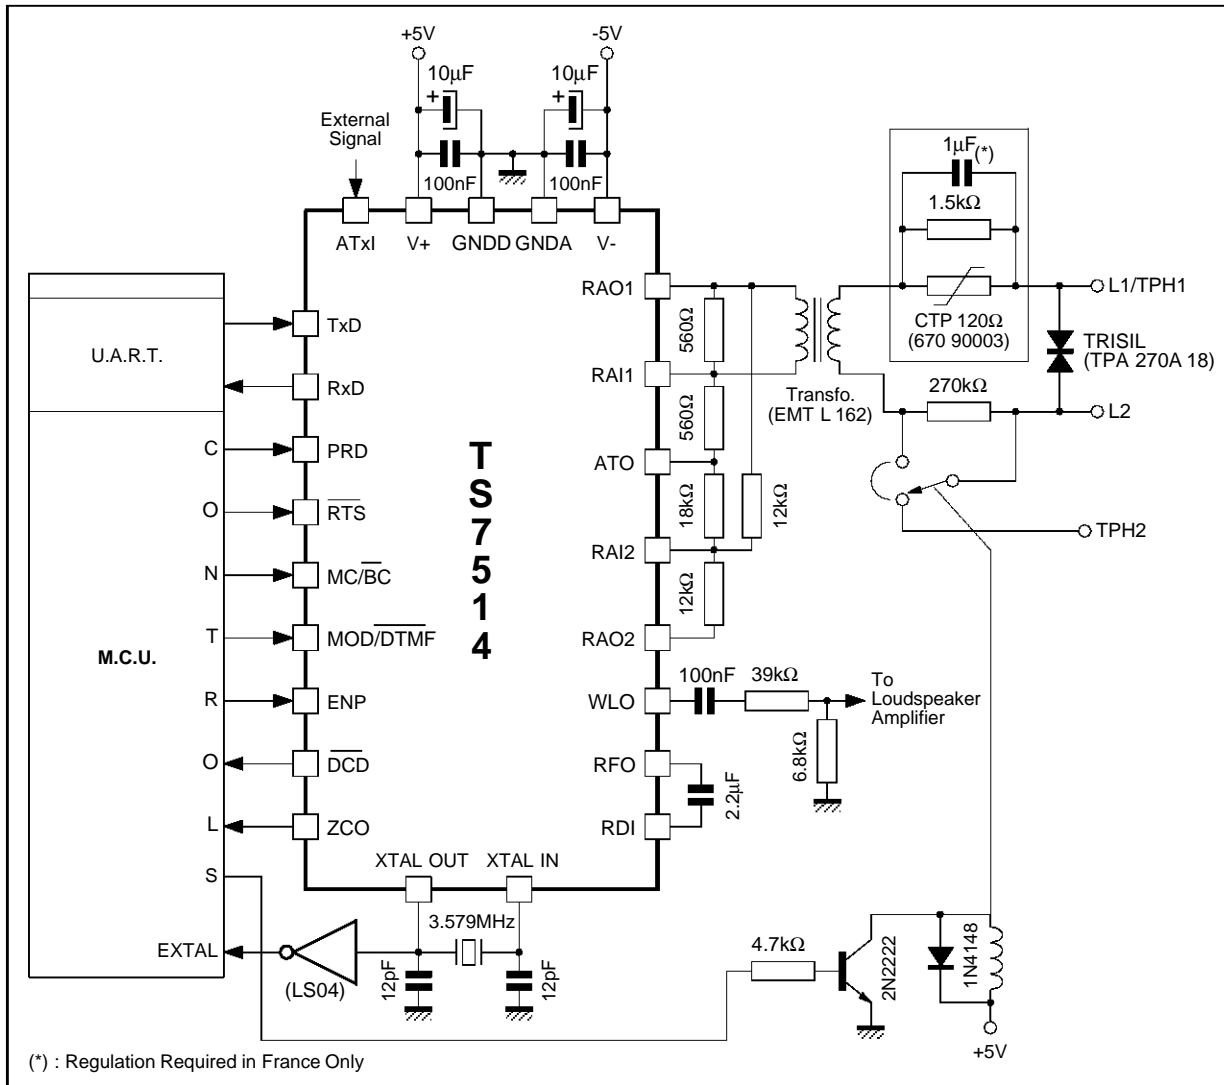 +5V
-5V
10µF
10µF
+
+
External
Signal
100nF
100nF
ATxI
V+
GNDD
GNDA
V-
1µF
(*)
1.5kΩ
CTP 120Ω
(670 90003)
L1/TPH1
TRISIL
(TPA 270A 18)
270kΩ
L2
TPH2
Transfo.
(EMT L 162)
RAO1
560Ω
RAI1
560Ω
ATO
18kΩ
12kΩ
RAI2
12kΩ
RAO2
WLO
100nF
39kΩ
To
Loudspeaker
Amplifier
6.8kΩ
RFO
2.2µF
RDI
U.A.R.T.
TxD
RxD
M.C.U.
C
O
N
T
R
O
L
S
PRD
RTS
MC/BC
MOD/DTMF
ENP
DCD
ZCO
T
S
7
5
1
4
XTAL OUT
XTAL IN
EXTAL
(LS04)
3.579MHz
12pF
12pF
4.7kΩ
2N2222
1N4148
+5V
(*) : Regulation Required in France Only